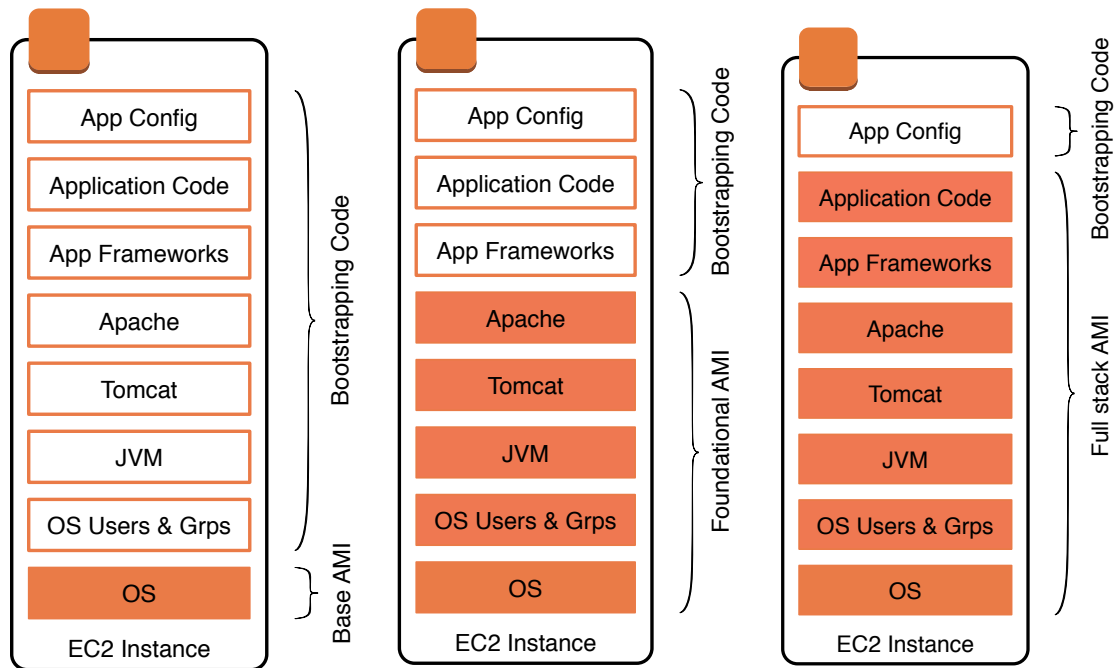 App Config
Application Code
App Frameworks
Apache
Tomcat
JVM
OS Users & Grps
OS
EC2 Instance
Bootstrapping Code
Base AMI
App Config
Application Code
App Frameworks
Apache
Tomcat
JVM
OS Users & Grps
OS
EC2 Instance
Bootstrapping Code
Foundational AMI
App Config
Application Code
App Frameworks
Apache
Tomcat
JVM
OS Users & Grps
OS
EC2 Instance
Bootstrapping Code
Full stack AMI